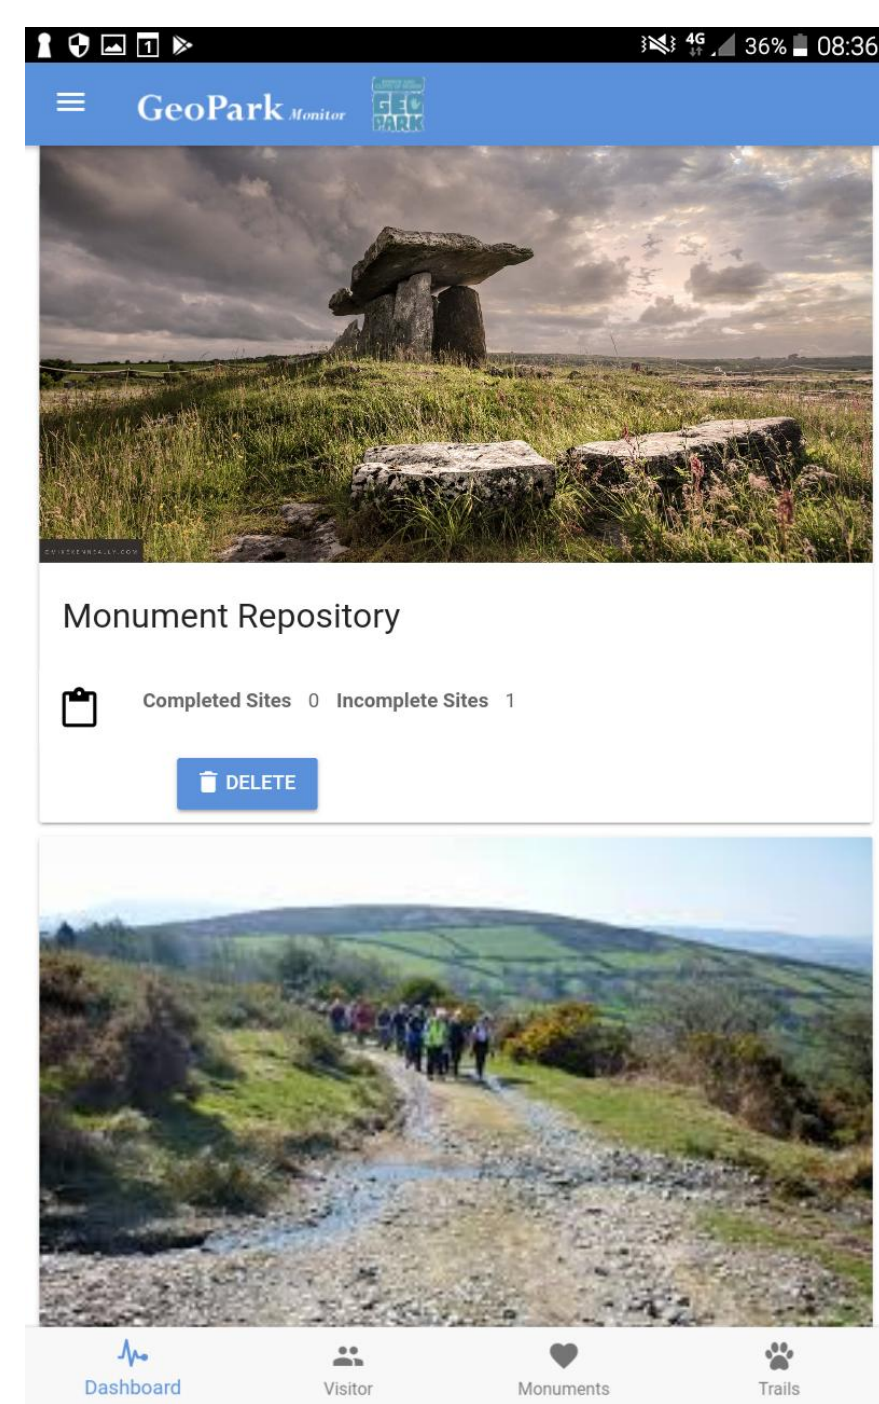 1
4G 36% 08:36
GeoPark Monitor
GEO
PARK
Monument Repository
Completed Sites 0 Incomplete Sites 1
DELETE
Dashboard Visitor Monuments Trails